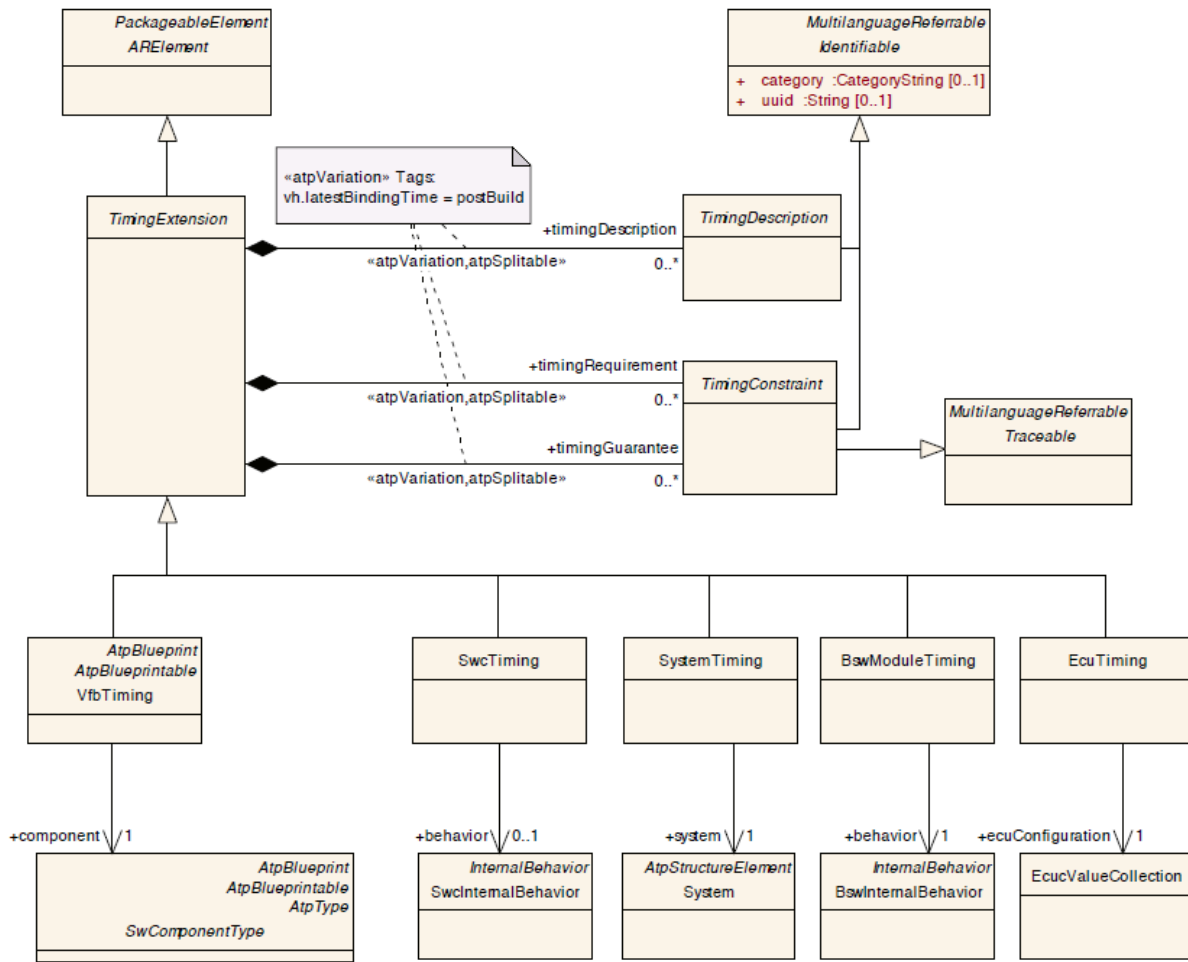 PackageableElement
ARElement
MultilanguageReferrable
Identifiable
+ category :CategoryString [0..1]
+ uuid :String [0..1]
«atpVariation» Tags:
vh.latestBindingTime = postBuild
TimingExtension
TimingDescription
+timingDescription
«atpVariation,atpSplitable»
0..*
+timingRequirement
«atpVariation,atpSplitable»
0..*
TimingConstraint
+timingGuarantee
«atpVariation,atpSplitable»
0..*
MultilanguageReferrable
Traceable
AtpBlueprint
AtpBlueprintable
VfbTiming
SwcTiming
SystemTiming
BswModuleTiming
EcuTiming
+component
1
+behavior
0..1
+system
1
+behavior
1
+ecuConfiguration
1
AtpBlueprint
AtpBlueprintable
AtpType
SwComponentType
InternalBehavior
SwcInternalBehavior
AtpStructureElement
System
InternalBehavior
BswInternalBehavior
EcucValueCollection